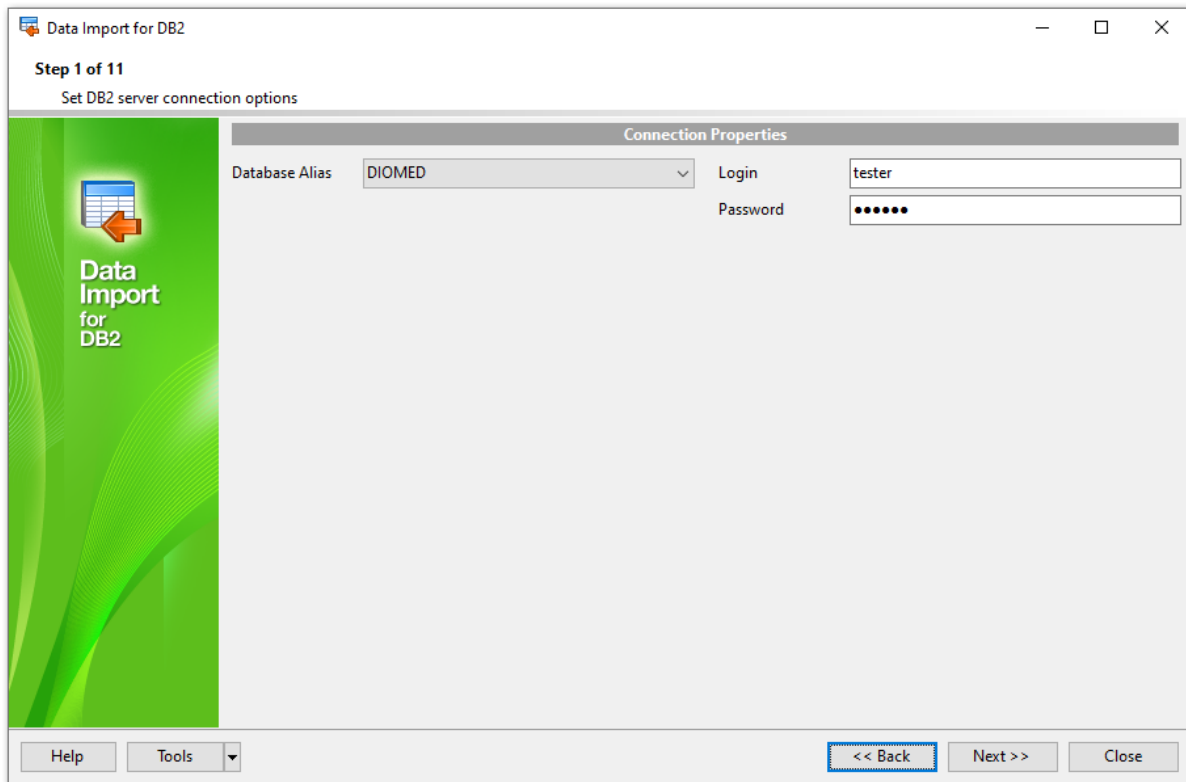 Data Import for DB2
Step 1 of 11
Set DB2 server connection options
Connection Properties
Database Alias DIOMED Login tester
Password ●●●●●●
Data
Import
for
DB2
Help Tools << Back Next >> Close